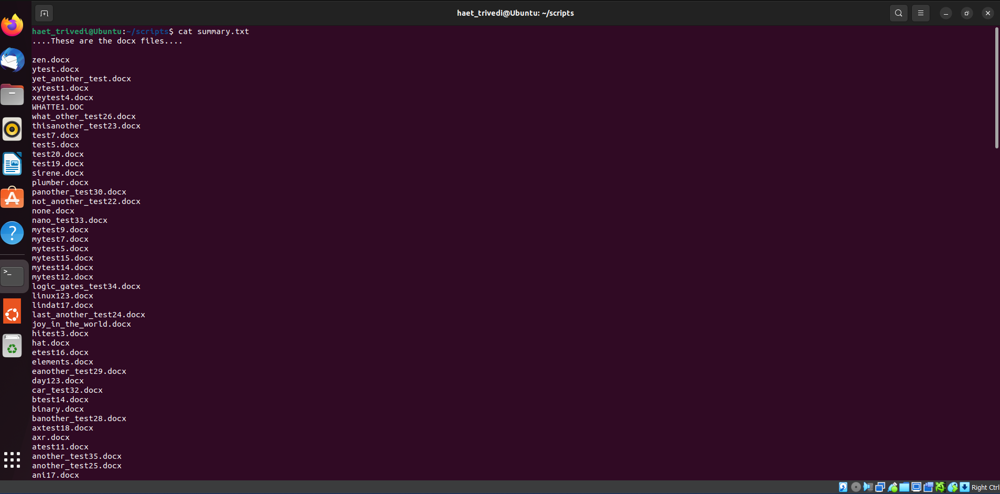 haet_trivedi@Ubuntu: ~/scripts
haet_trivedi@Ubuntu:~/scripts$ cat summary.txt
....These are the docx files....
zen.docx
ytest.docx
yet_another_test.docx
xytest1.docx
xeytest4.docx
WHATTE1.DOC
what_other_test26.docx
thisanother_test23.docx
test7.docx
test5.docx
test20.docx
test19.docx
sirene.docx
plumber.docx
panother_test30.docx
not_another_test22.docx
none.docx
nano_test33.docx
mytest9.docx
mytest7.docx
mytest5.docx
mytest15.docx
mytest14.docx
mytest12.docx
logic_gates_test34.docx
linux123.docx
lindat17.docx
last_another_test24.docx
joy_in_the_world.docx
hitest3.docx
hat.docx
etest16.docx
elements.docx
eanother_test29.docx
day123.docx
car_test32.docx
btest14.docx
binary.docx
banother_test28.docx
axtest18.docx
axr.docx
atest11.docx
another_test35.docx
another_test25.docx
ani17.docx
Right Ctrl